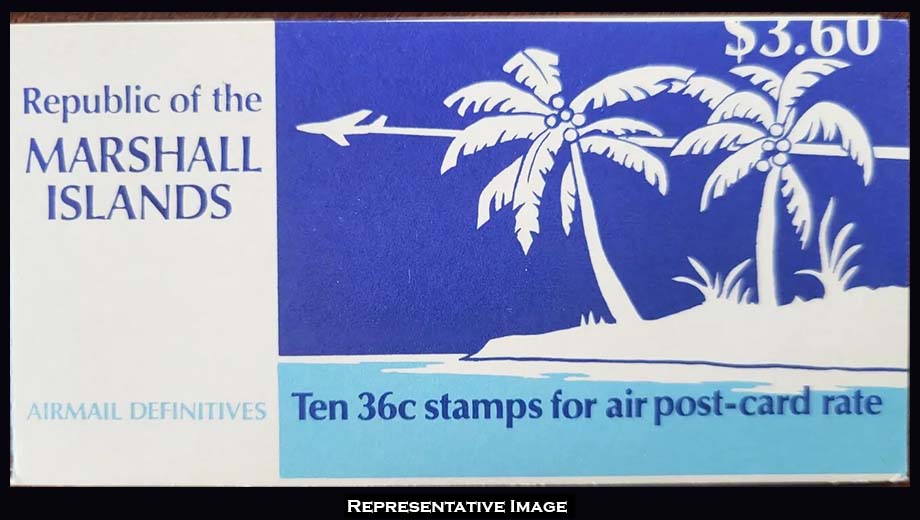 $3.60
Republic of the
MARSHALL
ISLANDS
AIRMAIL DEFINITIVES
Ten 36c stamps for air post-card rate
REPRESENTATIVE IMAGE